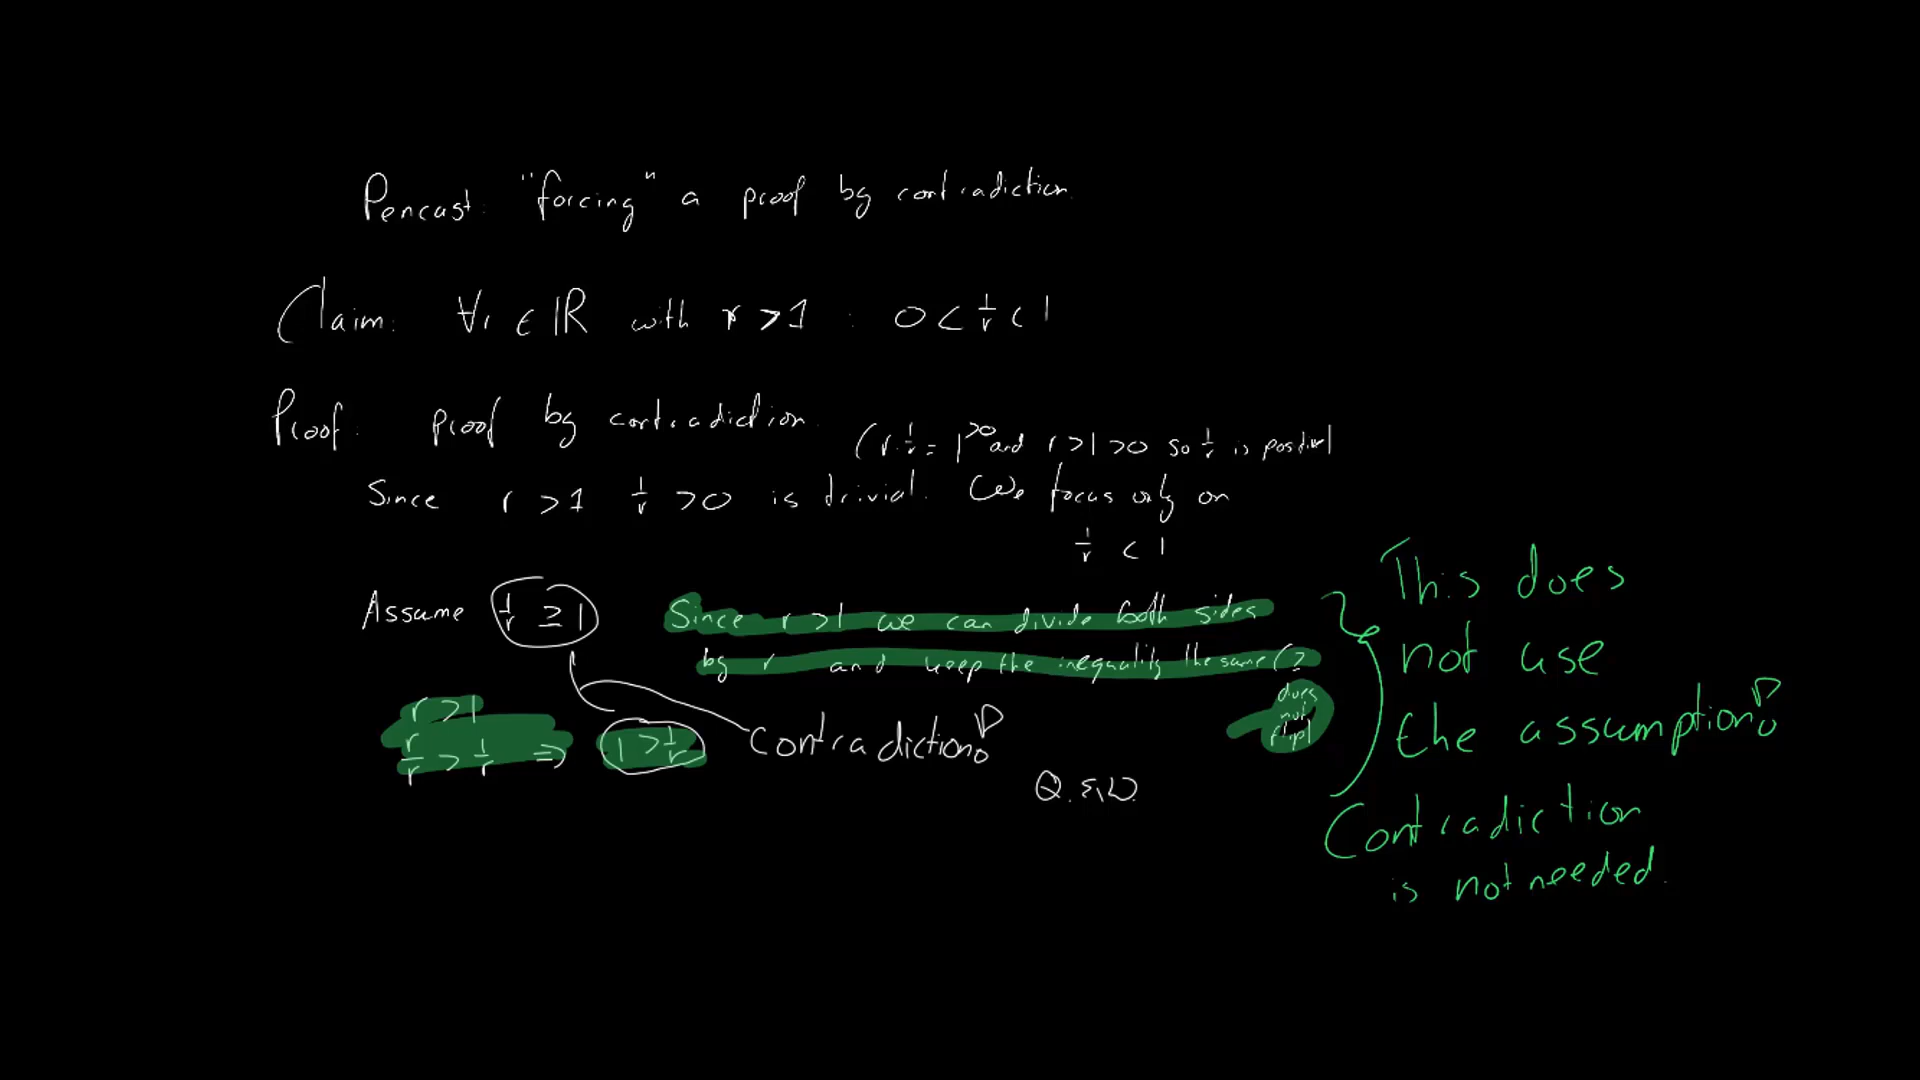 Pencast: "forcing" a proof by contradiction.
Claim: ∀r ∈ ℝ with r > 1 : 0 < 1/r < 1
Proof: proof by contradiction.
(r · 1/r = 1 > 0 and r > 1 > 0 so 1/r is positive)
Since r > 1 1/r > 0 is trivial. We focus only on
1/r < 1
Assume 1/r ≥ 1 Since r > 1 we can divide both sides
by r and keep the inequality the same (?
does
not
flip)
r > 1
r/r > 1/r ⇒ 1 > 1/r Contradiction!
Q.E.D.
This does
not use
the assumption!
Contradiction
is not needed.